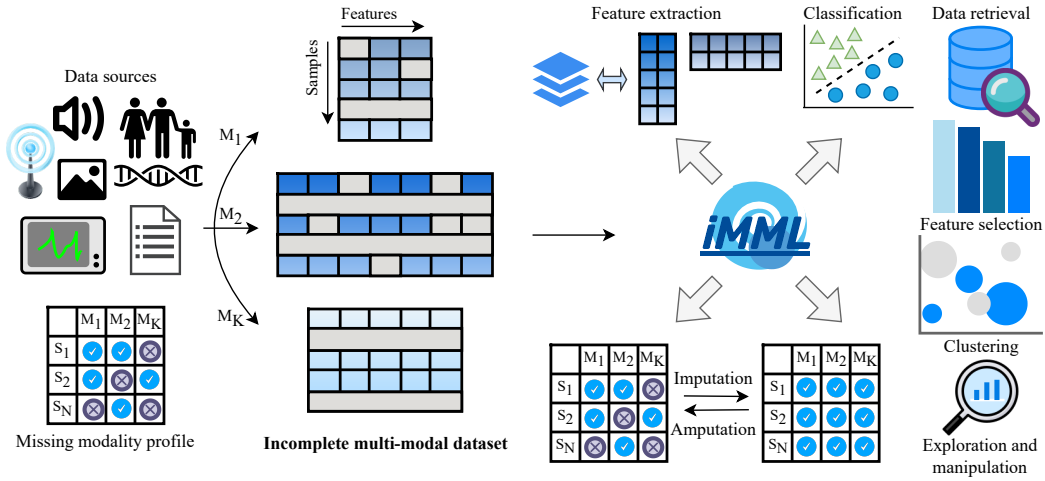 Data sources
Features
Samples
M1
M2
MK
M1 M2 MK
S1
S2
SN
Missing modality profile
Incomplete multi-modal dataset
Feature extraction
Classification
Data retrieval
iMML
Feature selection
Clustering
Exploration and
manipulation
M1 M2 MK
S1
S2
SN
Imputation
Amputation
M1 M2 MK
S1
S2
SN